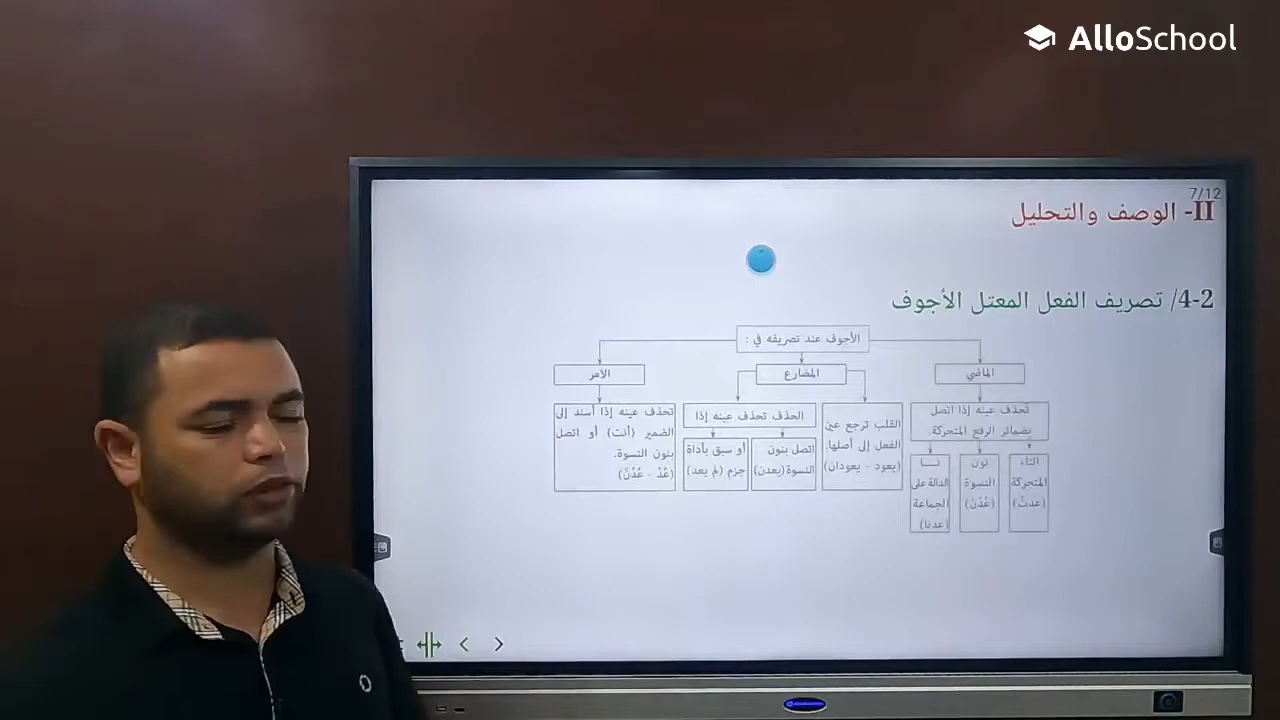 AlloSchool
7/12
II- الوصف والتحليل
4-2/ تصريف الفعل المعتل الأجوف
الأجوف عند تصريفه في :
الماضي
المضارع
الأمر
تحذف عينه إذا اتصل
بضمائر الرفع المتحركة.
التاء
المتحركة
(عدتُ)
نون
النسوة
(عُدْنَ)
نـــا
الدالة على
الجماعة
(عدنا)
القلب ترجع عين
الفعل إلى أصلها.
(يعود - يعودان)
الحذف تحذف عينه إذا
اتصل بنون
النسوة (يعدن)
أو سبق بأداة
جزم (لم يعد)
تحذف عينه إذا أسند إلى
الضمير (أنت) أو اتصل
بنون النسوة.
(عُدْ - عُدْنَ)